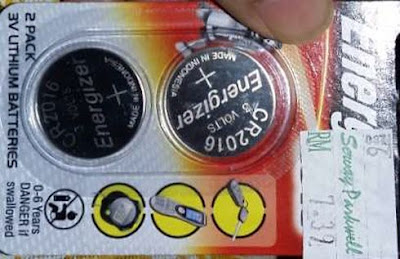 2 PACK
3V LITHIUM BATTERIES
0-6 Years
DANGER if
swallowed
CR2016
3 VOLTS
Energizer
+
MADE IN INDONESIA
CR2016
3 VOLTS
Energizer
+
MADE IN INDONESIA
Energ
RM
7.32